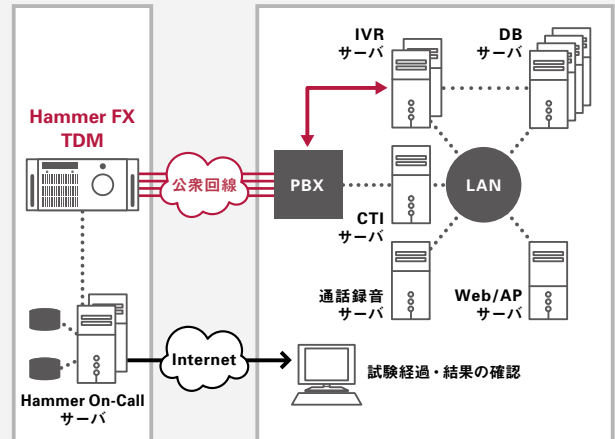 Hammer FX
TDM
公衆回線
PBX
IVR
サーバ
DB
サーバ
LAN
CTI
サーバ
通話録音
サーバ
Web/AP
サーバ
Hammer On-Call
サーバ
Internet
試験経過・結果の確認